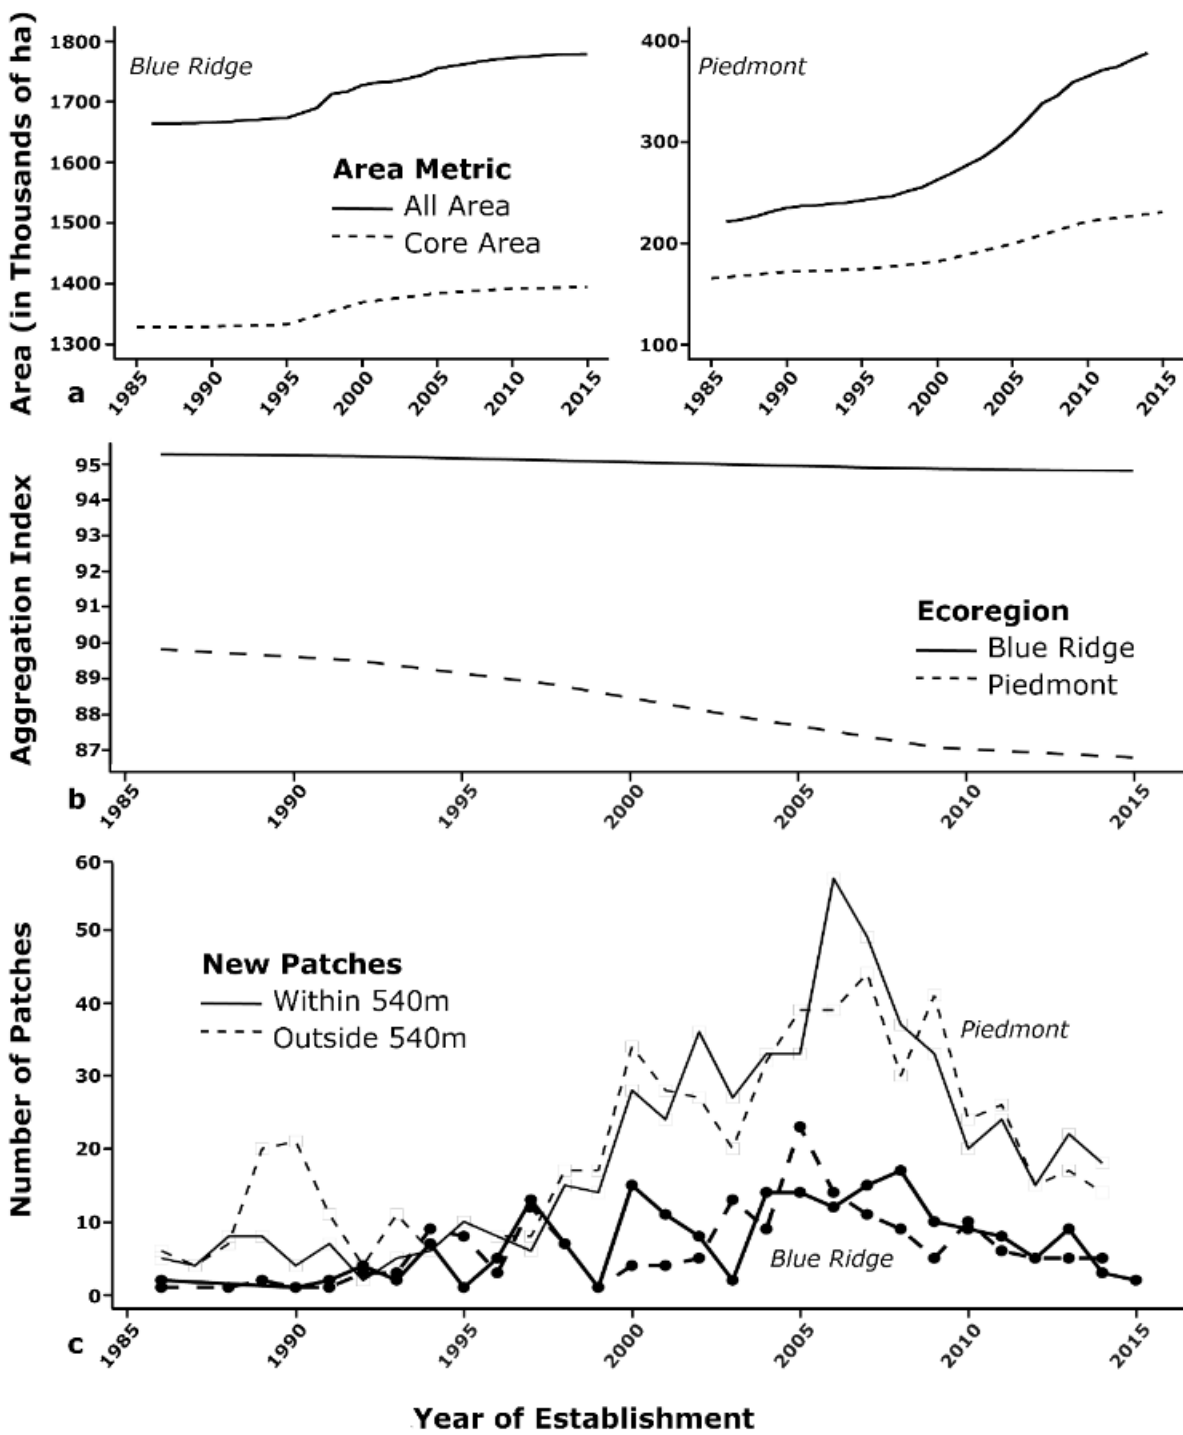 Area (in Thousands of ha)
1800
1700
1600
1500
1400
1300
Blue Ridge
Area Metric
All Area
Core Area
1985
1990
1995
2000
2005
2010
2015
400
300
200
100
Piedmont
1985
1990
1995
2000
2005
2010
2015
a
Aggregation Index
95
94
93
92
91
90
89
88
87
Ecoregion
Blue Ridge
Piedmont
1985
1990
1995
2000
2005
2010
2015
b
Number of Patches
60
50
40
30
20
10
0
New Patches
Within 540m
Outside 540m
Piedmont
Blue Ridge
1985
1990
1995
2000
2005
2010
2015
c
Year of Establishment